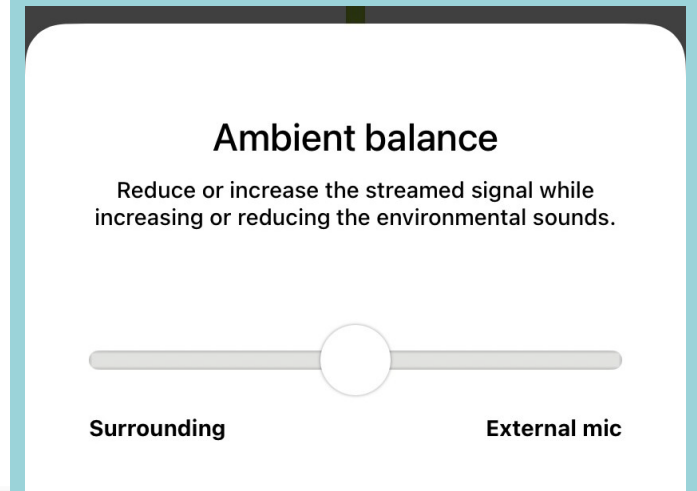 Ambient balance
Reduce or increase the streamed signal while
increasing or reducing the environmental sounds.
Surrounding
External mic